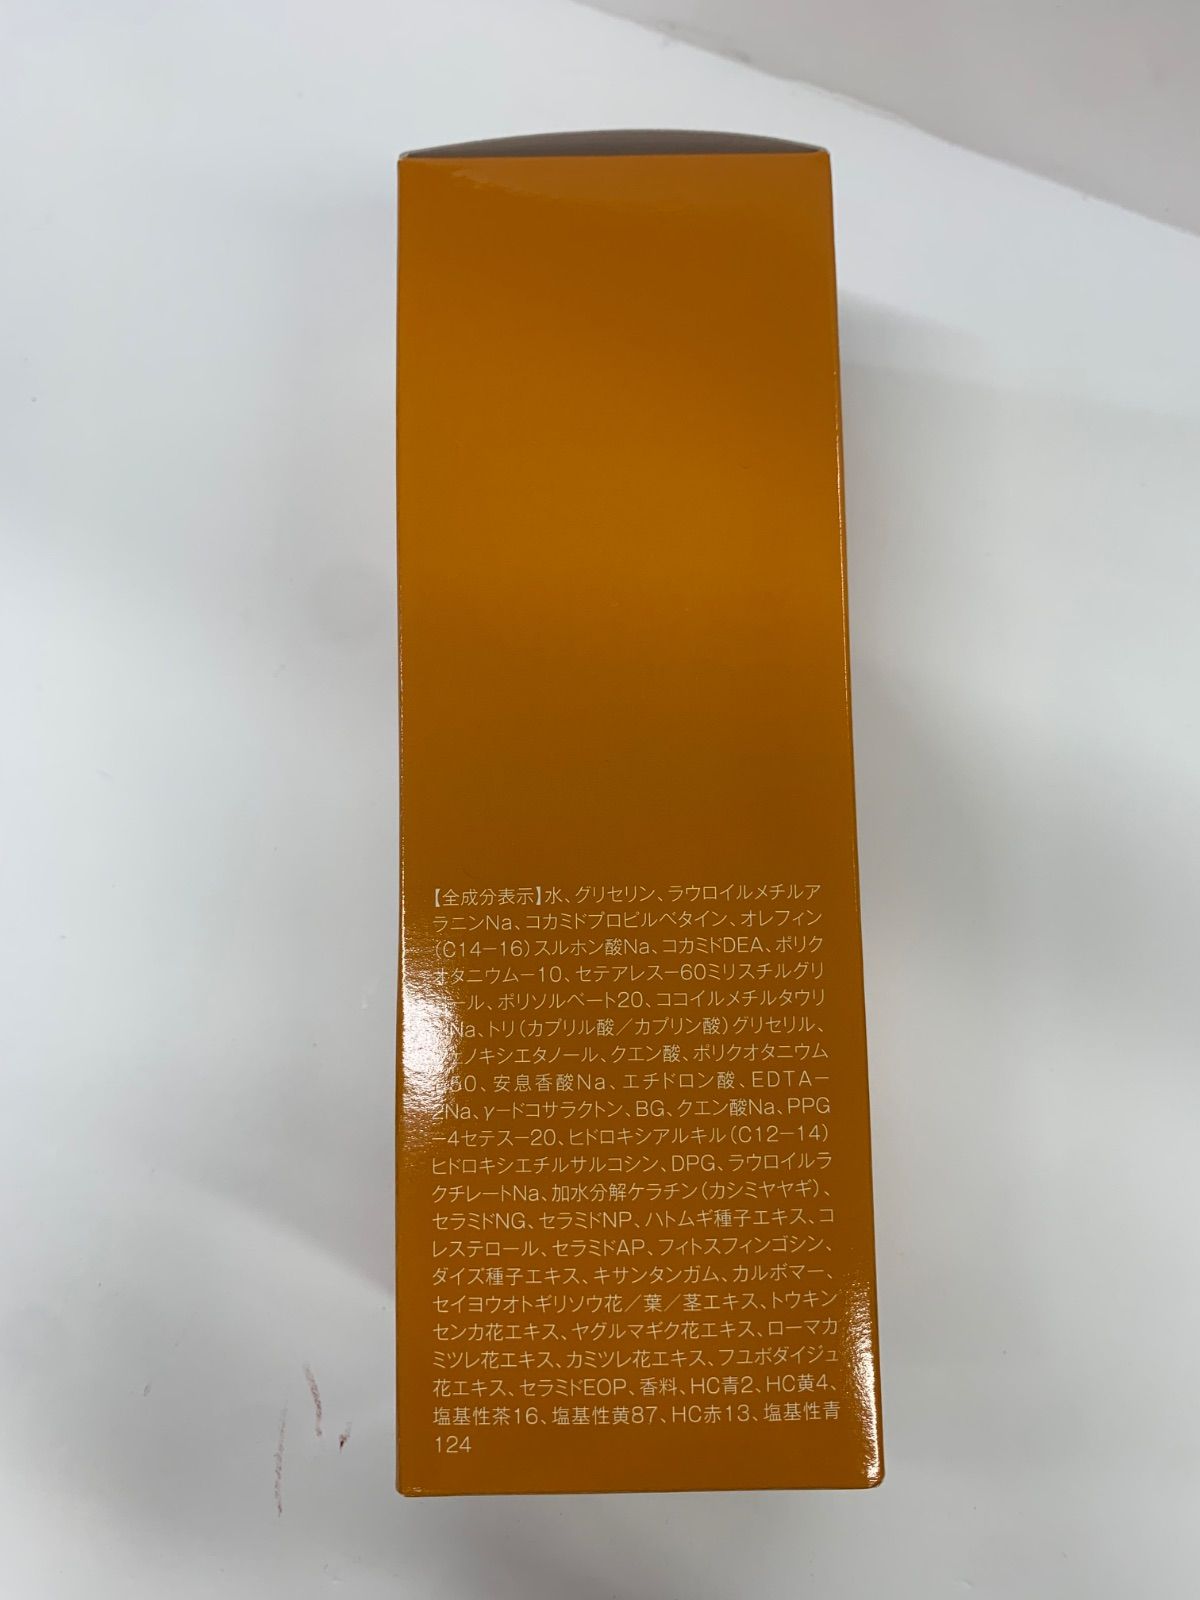 【全成分表示】水、グリセリン、ラウロイルメチルア
ラニンNa、コカミドプロピルベタイン、オレフィン
(C14－16)スルホン酸Na、コカミドDEA、ポリク
オタニウム－10、セテアレス－60ミリスチルグリ
ール、ポリソルベート20、ココイルメチルタウリ
Na、トリ(カプリル酸／カプリン酸)グリセリル、
フェノキシエタノール、クエン酸、ポリクオタニウム
50、安息香酸Na、エチドロン酸、EDTA－
2Na、γ－ドコサラクトン、BG、クエン酸Na、PPG
－4セテス－20、ヒドロキシアルキル(C12－14)
ヒドロキシエチルサルコシン、DPG、ラウロイルラ
クチレートNa、加水分解ケラチン(カシミヤヤギ)、
セラミドNG、セラミドNP、ハトムギ種子エキス、コ
レステロール、セラミドAP、フィトスフィンゴシン、
ダイズ種子エキス、キサンタンガム、カルボマー、
セイヨウオトギリソウ花／葉／茎エキス、トウキン
センカ花エキス、ヤグルマギク花エキス、ローマカ
ミツレ花エキス、カミツレ花エキス、フユボダイジュ
花エキス、セラミドEOP、香料、HC青2、HC黄4、
塩基性茶16、塩基性黄87、HC赤13、塩基性青
124